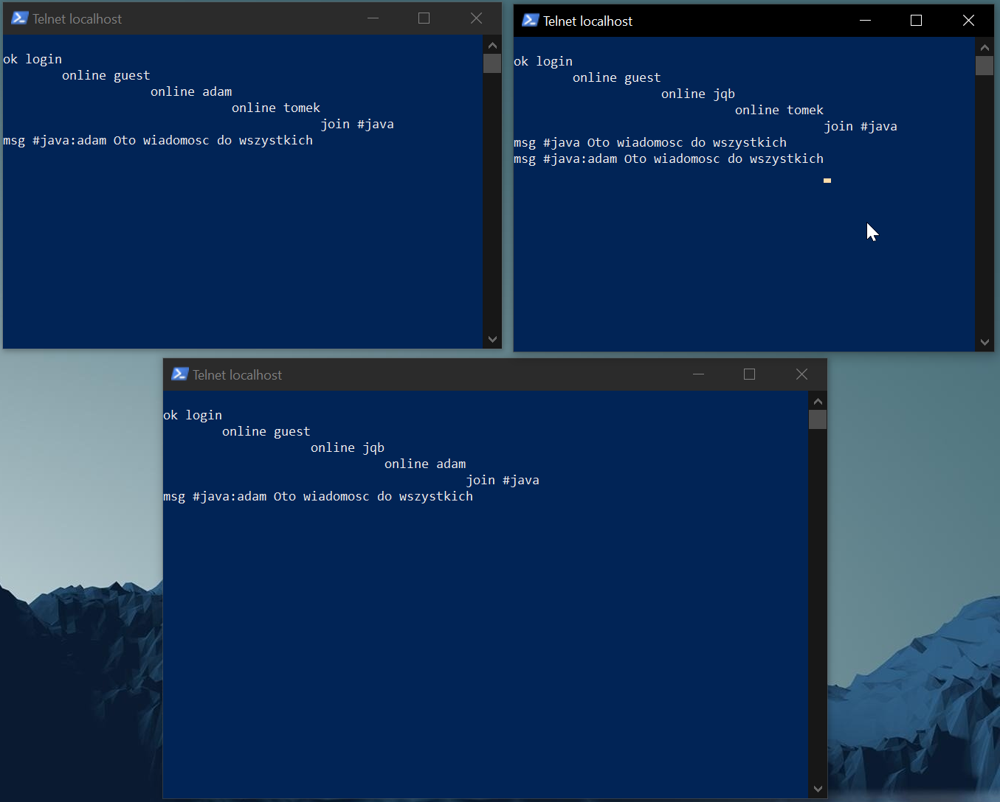 Telnet localhost
ok login
online guest
online adam
online tomek
join #java
msg #java:adam Oto wiadomosc do wszystkich
Telnet localhost
ok login
online guest
online jqb
online tomek
join #java
msg #java Oto wiadomosc do wszystkich
msg #java:adam Oto wiadomosc do wszystkich
Telnet localhost
ok login
online guest
online jqb
online adam
join #java
msg #java:adam Oto wiadomosc do wszystkich